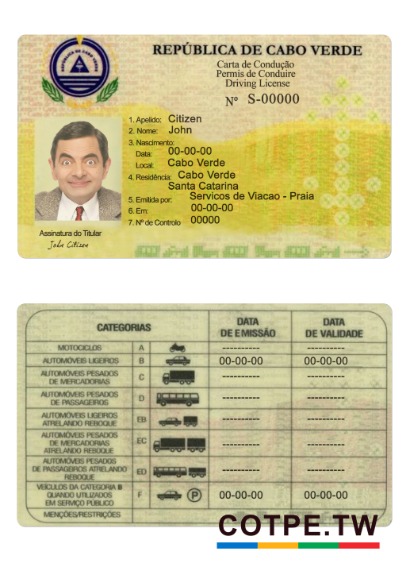 REPÚBLICA DE CABO VERDE
Carta de Condução
Permis de Conduire
Driving License
Nº S-00000
1. Apelido: Citizen
2. Nome: John
3. Nascimento:
Data: 00-00-00
Local: Cabo Verde
4. Residência: Cabo Verde
Santa Catarina
5. Emitida por: Servicos de Viacao - Praia
6. Em: 00-00-00
7. Nº de Controlo 00000
Assinatura do Titular
John Citizen
CATEGORIAS DATA DE EMISSÃO DATA DE VALIDADE
MOTOCICLOS A ---------- ----------
AUTOMÓVEIS LIGEIROS B 00-00-00 00-00-00
AUTOMÓVEIS PESADOS DE MERCADORIAS C ---------- ----------
AUTOMÓVEIS PESADOS DE PASSAGEIROS D ---------- ----------
AUTOMÓVEIS LIGEIROS ATRELANDO REBOQUE EB ---------- ----------
AUTOMÓVEIS PESADOS DE MERCADORIAS ATRELANDO REBOQUE EC ---------- ----------
AUTOMÓVEIS PESADOS DE PASSAGEIROS ATRELANDO REBOQUE ED ---------- ----------
VEÍCULOS DA CATEGORIA B QUANDO UTILIZADOS EM SERVIÇO PÚBLICO F P 00-00-00 00-00-00
MENÇÕES/RESTRIÇÕES
COTPE.TW